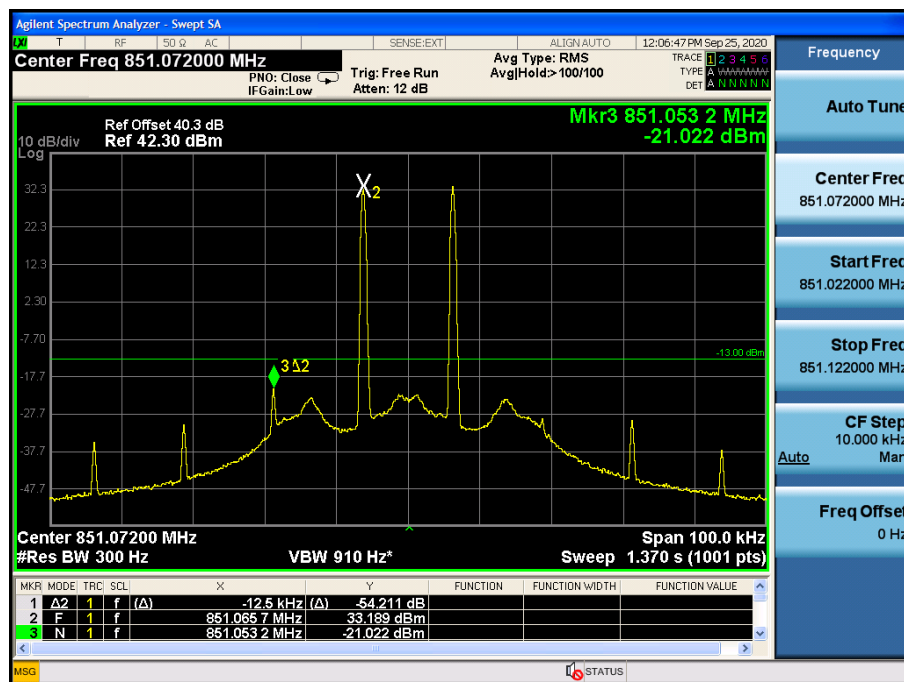 Agilent Spectrum Analyzer - Swept SA
LXI T RF 50 Ω AC SENSE:EXT ALIGN AUTO 12:06:47 PM Sep 25, 2020
Center Freq 851.072000 MHz
PNO: Close
IFGain:Low
Trig: Free Run
Atten: 12 dB
Avg Type: RMS
Avg|Hold:>100/100
TRACE 1 2 3 4 5 6
TYPE A WWWWW
DET A N N N N N
Mkr3 851.053 2 MHz
-21.022 dBm
Ref Offset 40.3 dB
10 dB/div Ref 42.30 dBm
Log
32.3
22.3
12.3
2.30
-7.70
-17.7
-27.7
-37.7
-47.7
X2
3Δ2
-13.00 dBm
Center 851.07200 MHz Span 100.0 kHz
#Res BW 300 Hz VBW 910 Hz* Sweep 1.370 s (1001 pts)
MKR MODE TRC SCL X Y FUNCTION FUNCTION WIDTH FUNCTION VALUE
1 Δ2 1 f (Δ) -12.5 kHz (Δ) -54.211 dB
2 F 1 f 851.065 7 MHz 33.189 dBm
3 N 1 f 851.053 2 MHz -21.022 dBm
MSG STATUS
Frequency
Auto Tune
Center Freq
851.072000 MHz
Start Freq
851.022000 MHz
Stop Freq
851.122000 MHz
CF Step
10.000 kHz
Auto Man
Freq Offset
0 Hz